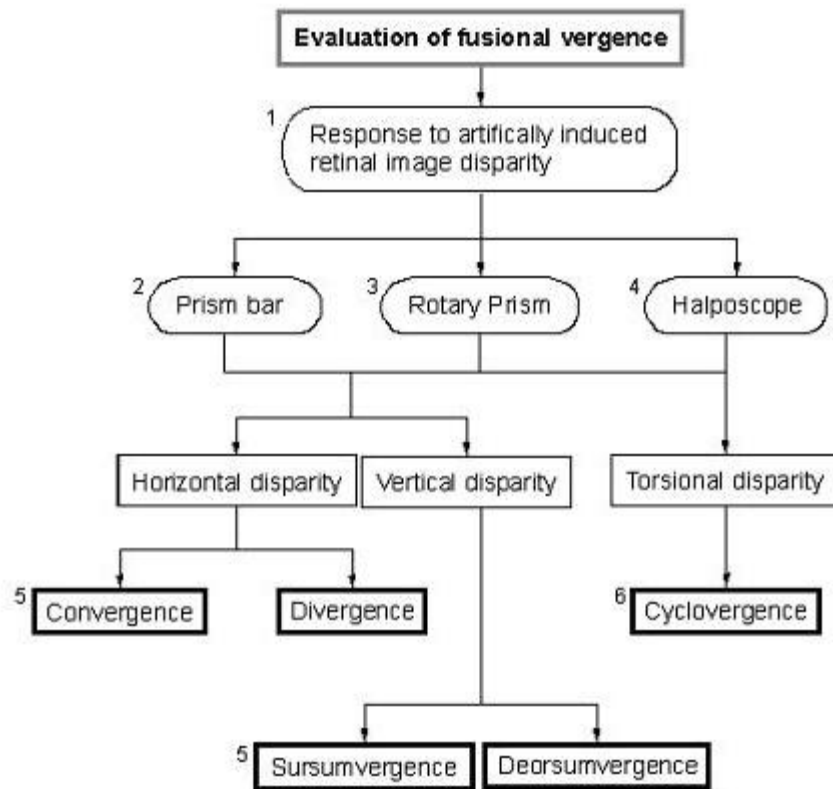 Evaluation of fusional vergence
1
Response to artifically induced
retinal image disparity
2
Prism bar
3
Rotary Prism
4
Halposcope
Horizontal disparity
Vertical disparity
Torsional disparity
5
Convergence
Divergence
6
Cyclovergence
5
Sursumvergence
Deorsumvergence